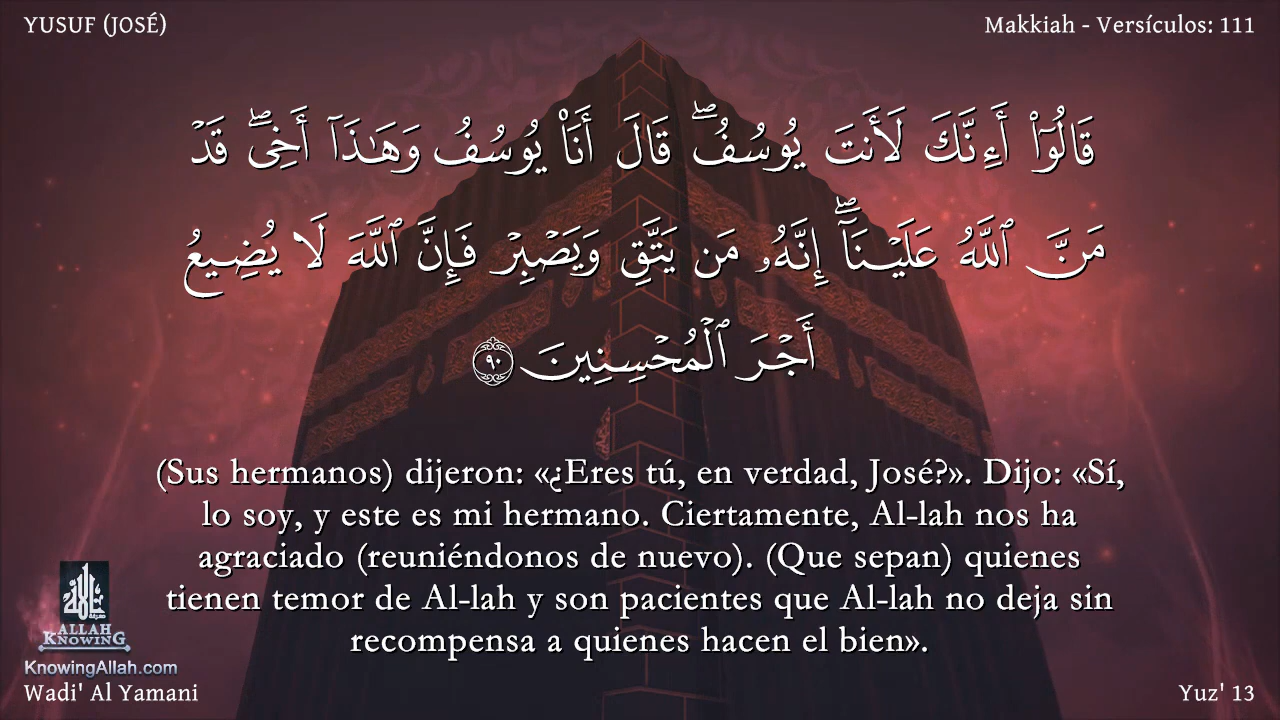 YUSUF (JOSÉ)
Makkiah - Versículos: 111
قَالُوٓا۟ أَءِنَّكَ لَأَنتَ يُوسُفُ ۖ قَالَ أَنَا۠ يُوسُفُ وَهَـٰذَآ أَخِى ۖ قَدْ
مَنَّ ٱللَّهُ عَلَيْنَآ ۖ إِنَّهُۥ مَن يَتَّقِ وَيَصْبِرْ فَإِنَّ ٱللَّهَ لَا يُضِيعُ
أَجْرَ ٱلْمُحْسِنِينَ ٩٠
(Sus hermanos) dijeron: «¿Eres tú, en verdad, José?». Dijo: «Sí,
lo soy, y este es mi hermano. Ciertamente, Al-lah nos ha
agraciado (reuniéndonos de nuevo). (Que sepan) quienes
tienen temor de Al-lah y son pacientes que Al-lah no deja sin
recompensa a quienes hacen el bien».
ALLAH
KNOWING
KnowingAllah.com
Wadi' Al Yamani
Yuz' 13